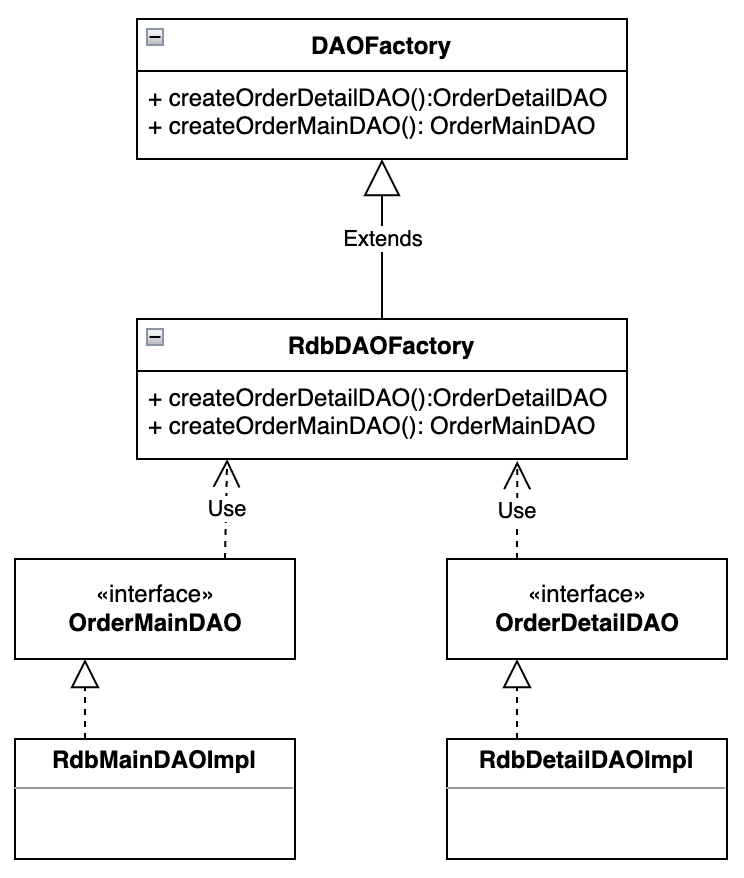 DAOFactory
+ createOrderDetailDAO():OrderDetailDAO
+ createOrderMainDAO(): OrderMainDAO
Extends
RdbDAOFactory
+ createOrderDetailDAO():OrderDetailDAO
+ createOrderMainDAO(): OrderMainDAO
Use
Use
«interface»
OrderMainDAO
«interface»
OrderDetailDAO
RdbMainDAOImpl
RdbDetailDAOImpl